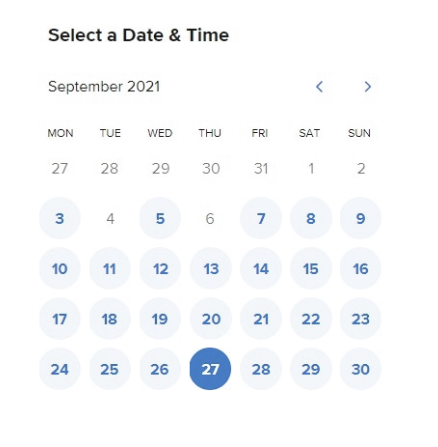 Select a Date & Time
September 2021
MON TUE WED THU FRI SAT SUN
27 28 29 30 31 1 2
3 4 5 6 7 8 9
10 11 12 13 14 15 16
17 18 19 20 21 22 23
24 25 26 27 28 29 30